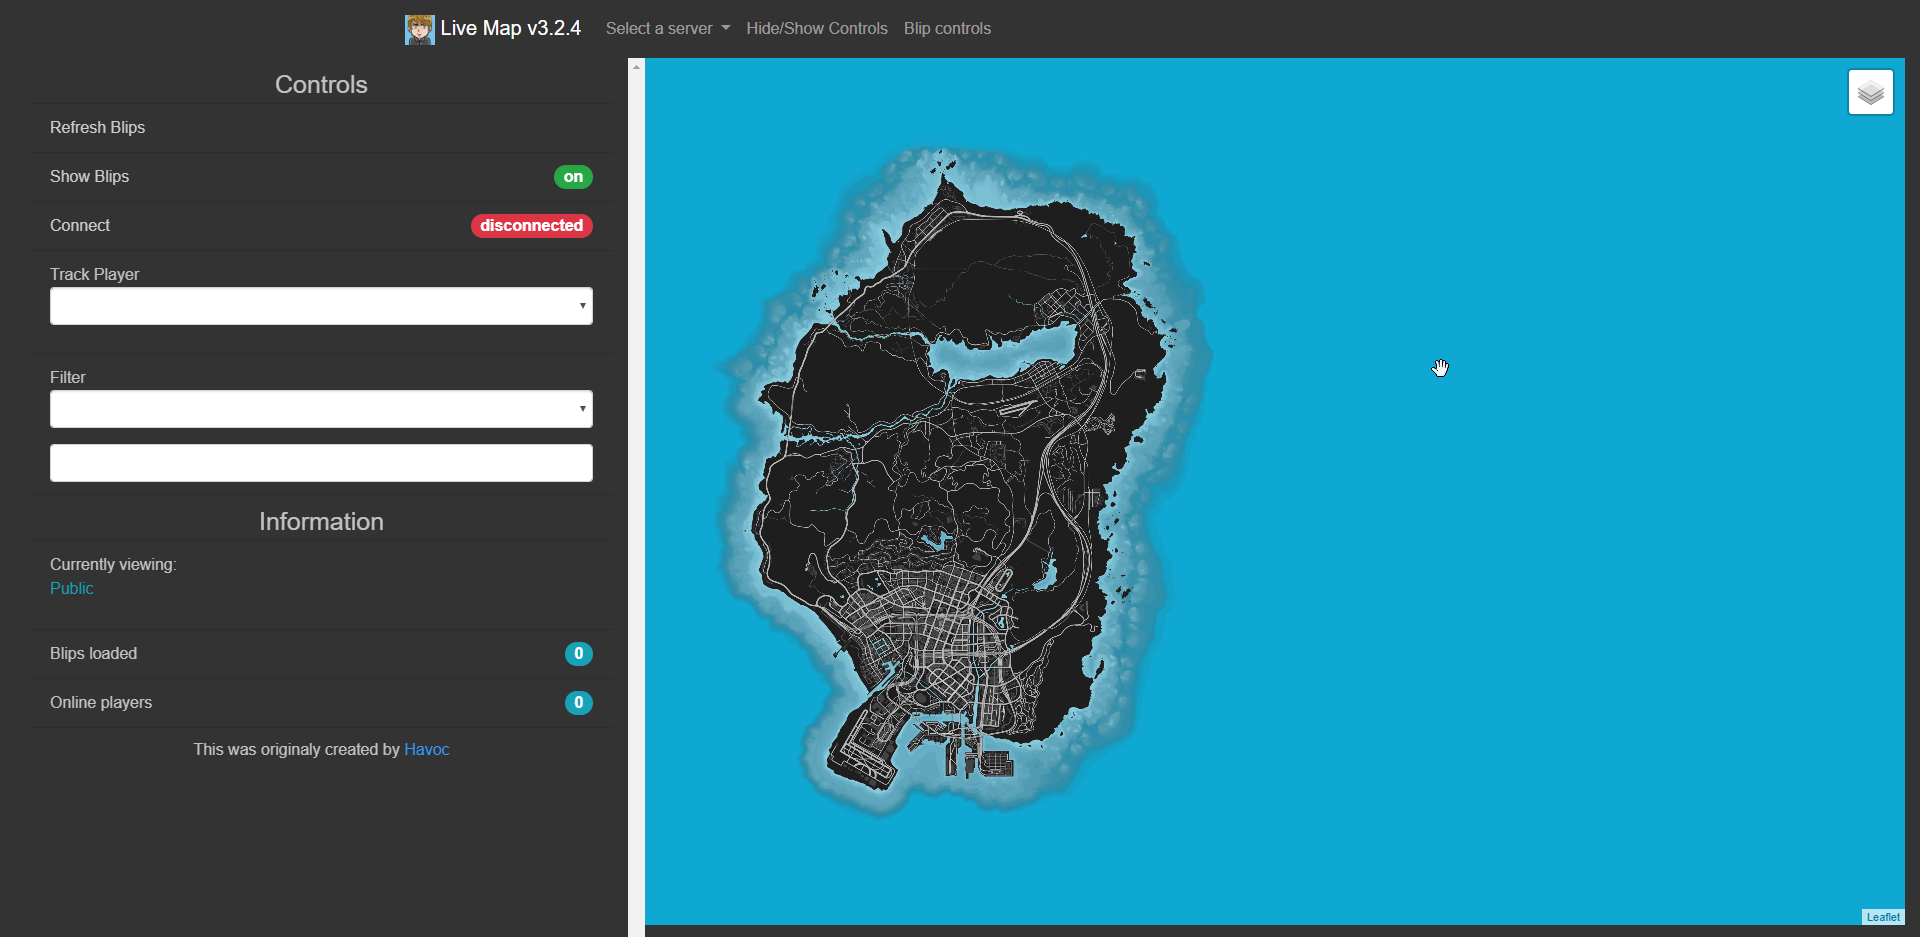 Live Map v3.2.4
Select a server
Hide/Show Controls
Blip controls
Controls
Refresh Blips
Show Blips
on
Connect
disconnected
Track Player
Filter
Information
Currently viewing:
Public
Blips loaded
0
Online players
0
This was originaly created by Havoc
Leaflet